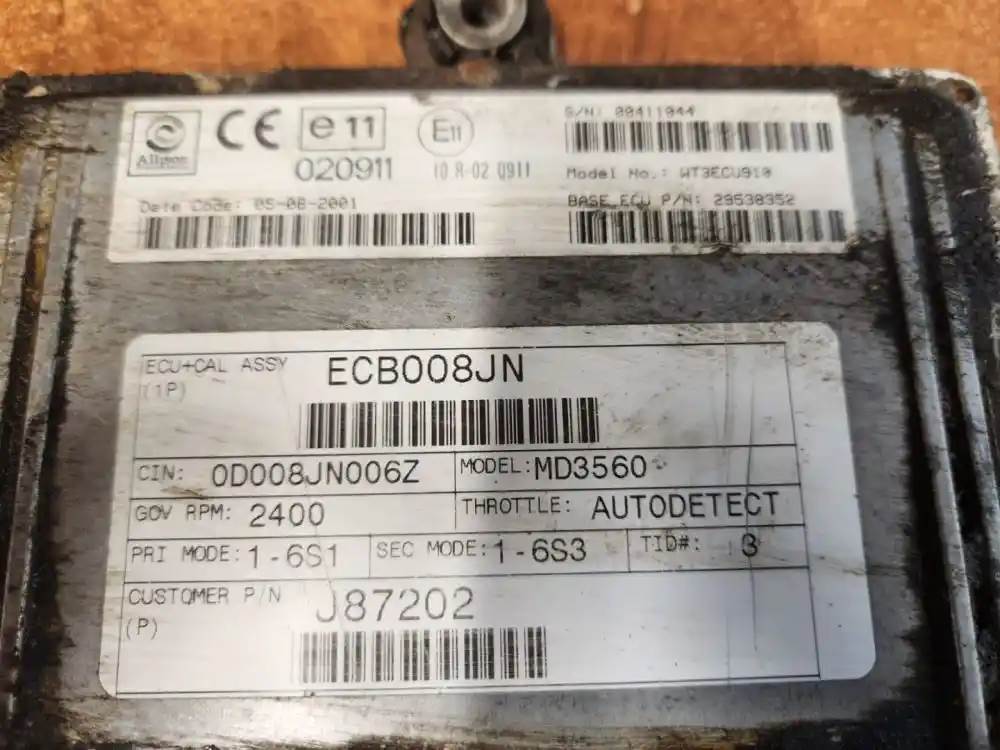 Allison
CE e11 E11
020911 10 R-02 0911
Date Code: 05-08-2001
S/N: 00411044
Model No.: WT3ECU910
BASE ECU P/N: 29538352
ECU+CAL ASSY ECB008JN
(1P)
CIN: 0D008JN006Z MODEL: MD3560
GOV RPM: 2400 THROTTLE: AUTODETECT
PRI MODE: 1-6S1 SEC MODE: 1-6S3 TID#: 3
CUSTOMER P/N J87202
(P)